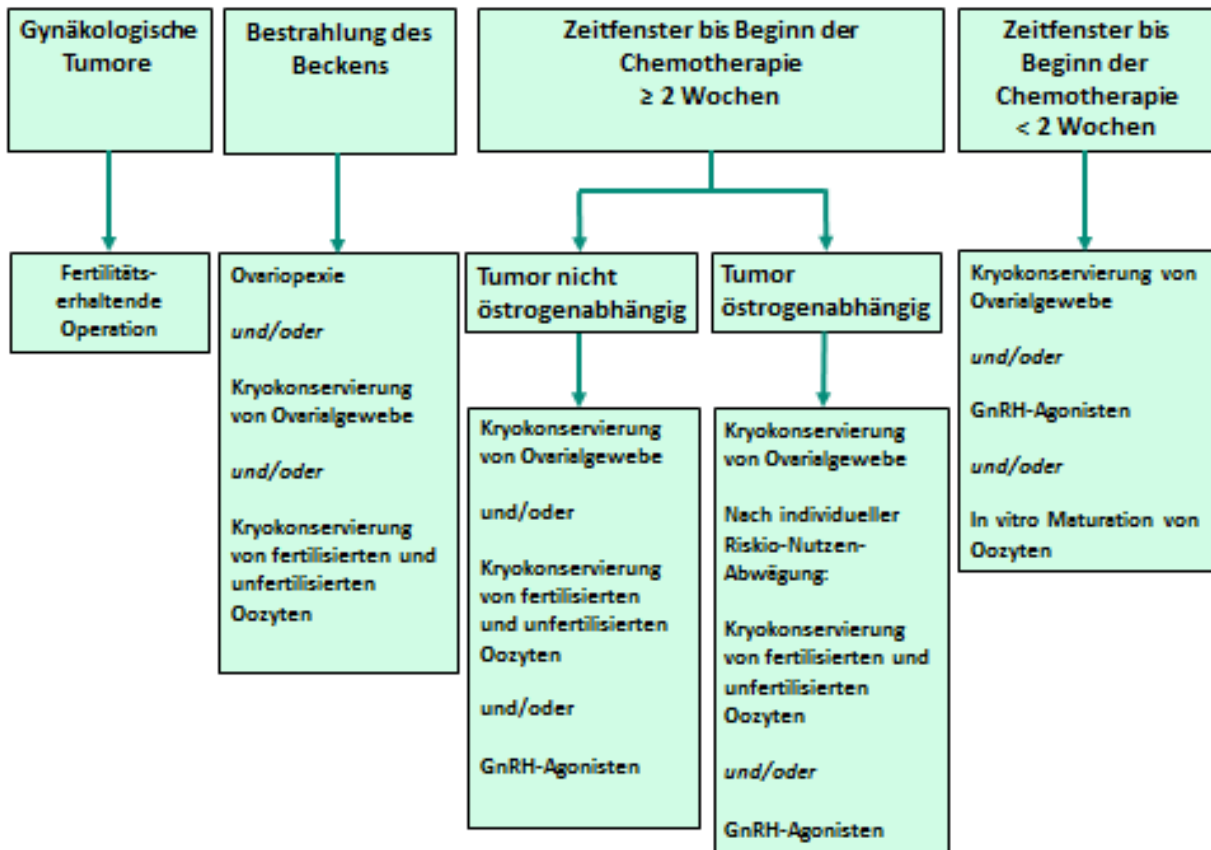 Gynäkologische
Tumore
Bestrahlung des
Beckens
Zeitfenster bis Beginn der
Chemotherapie
≥ 2 Wochen
Zeitfenster bis
Beginn der
Chemotherapie
< 2 Wochen
Fertilitäts-
erhaltende
Operation
Ovariopexie
und/oder
Kryokonservierung
von Ovarialgewebe
und/oder
Kryokonservierung
von fertilisierten und
unfertilisierten
Oozyten
Tumor nicht
östrogenabhängig
Kryokonservierung
von Ovarialgewebe
und/oder
Kryokonservierung
von fertilisierten
und unfertilisierten
Oozyten
und/oder
GnRH-Agonisten
Tumor
östrogenabhängig
Kryokonservierung
von Ovarialgewebe
Nach individueller
Riskio-Nutzen-
Abwägung:
Kryokonservierung
von fertilisierten und
unfertilisierten
Oozyten
und/oder
GnRH-Agonisten
Kryokonservierung von
Ovarialgewebe
und/oder
GnRH-Agonisten
und/oder
In vitro Maturation von
Oozyten